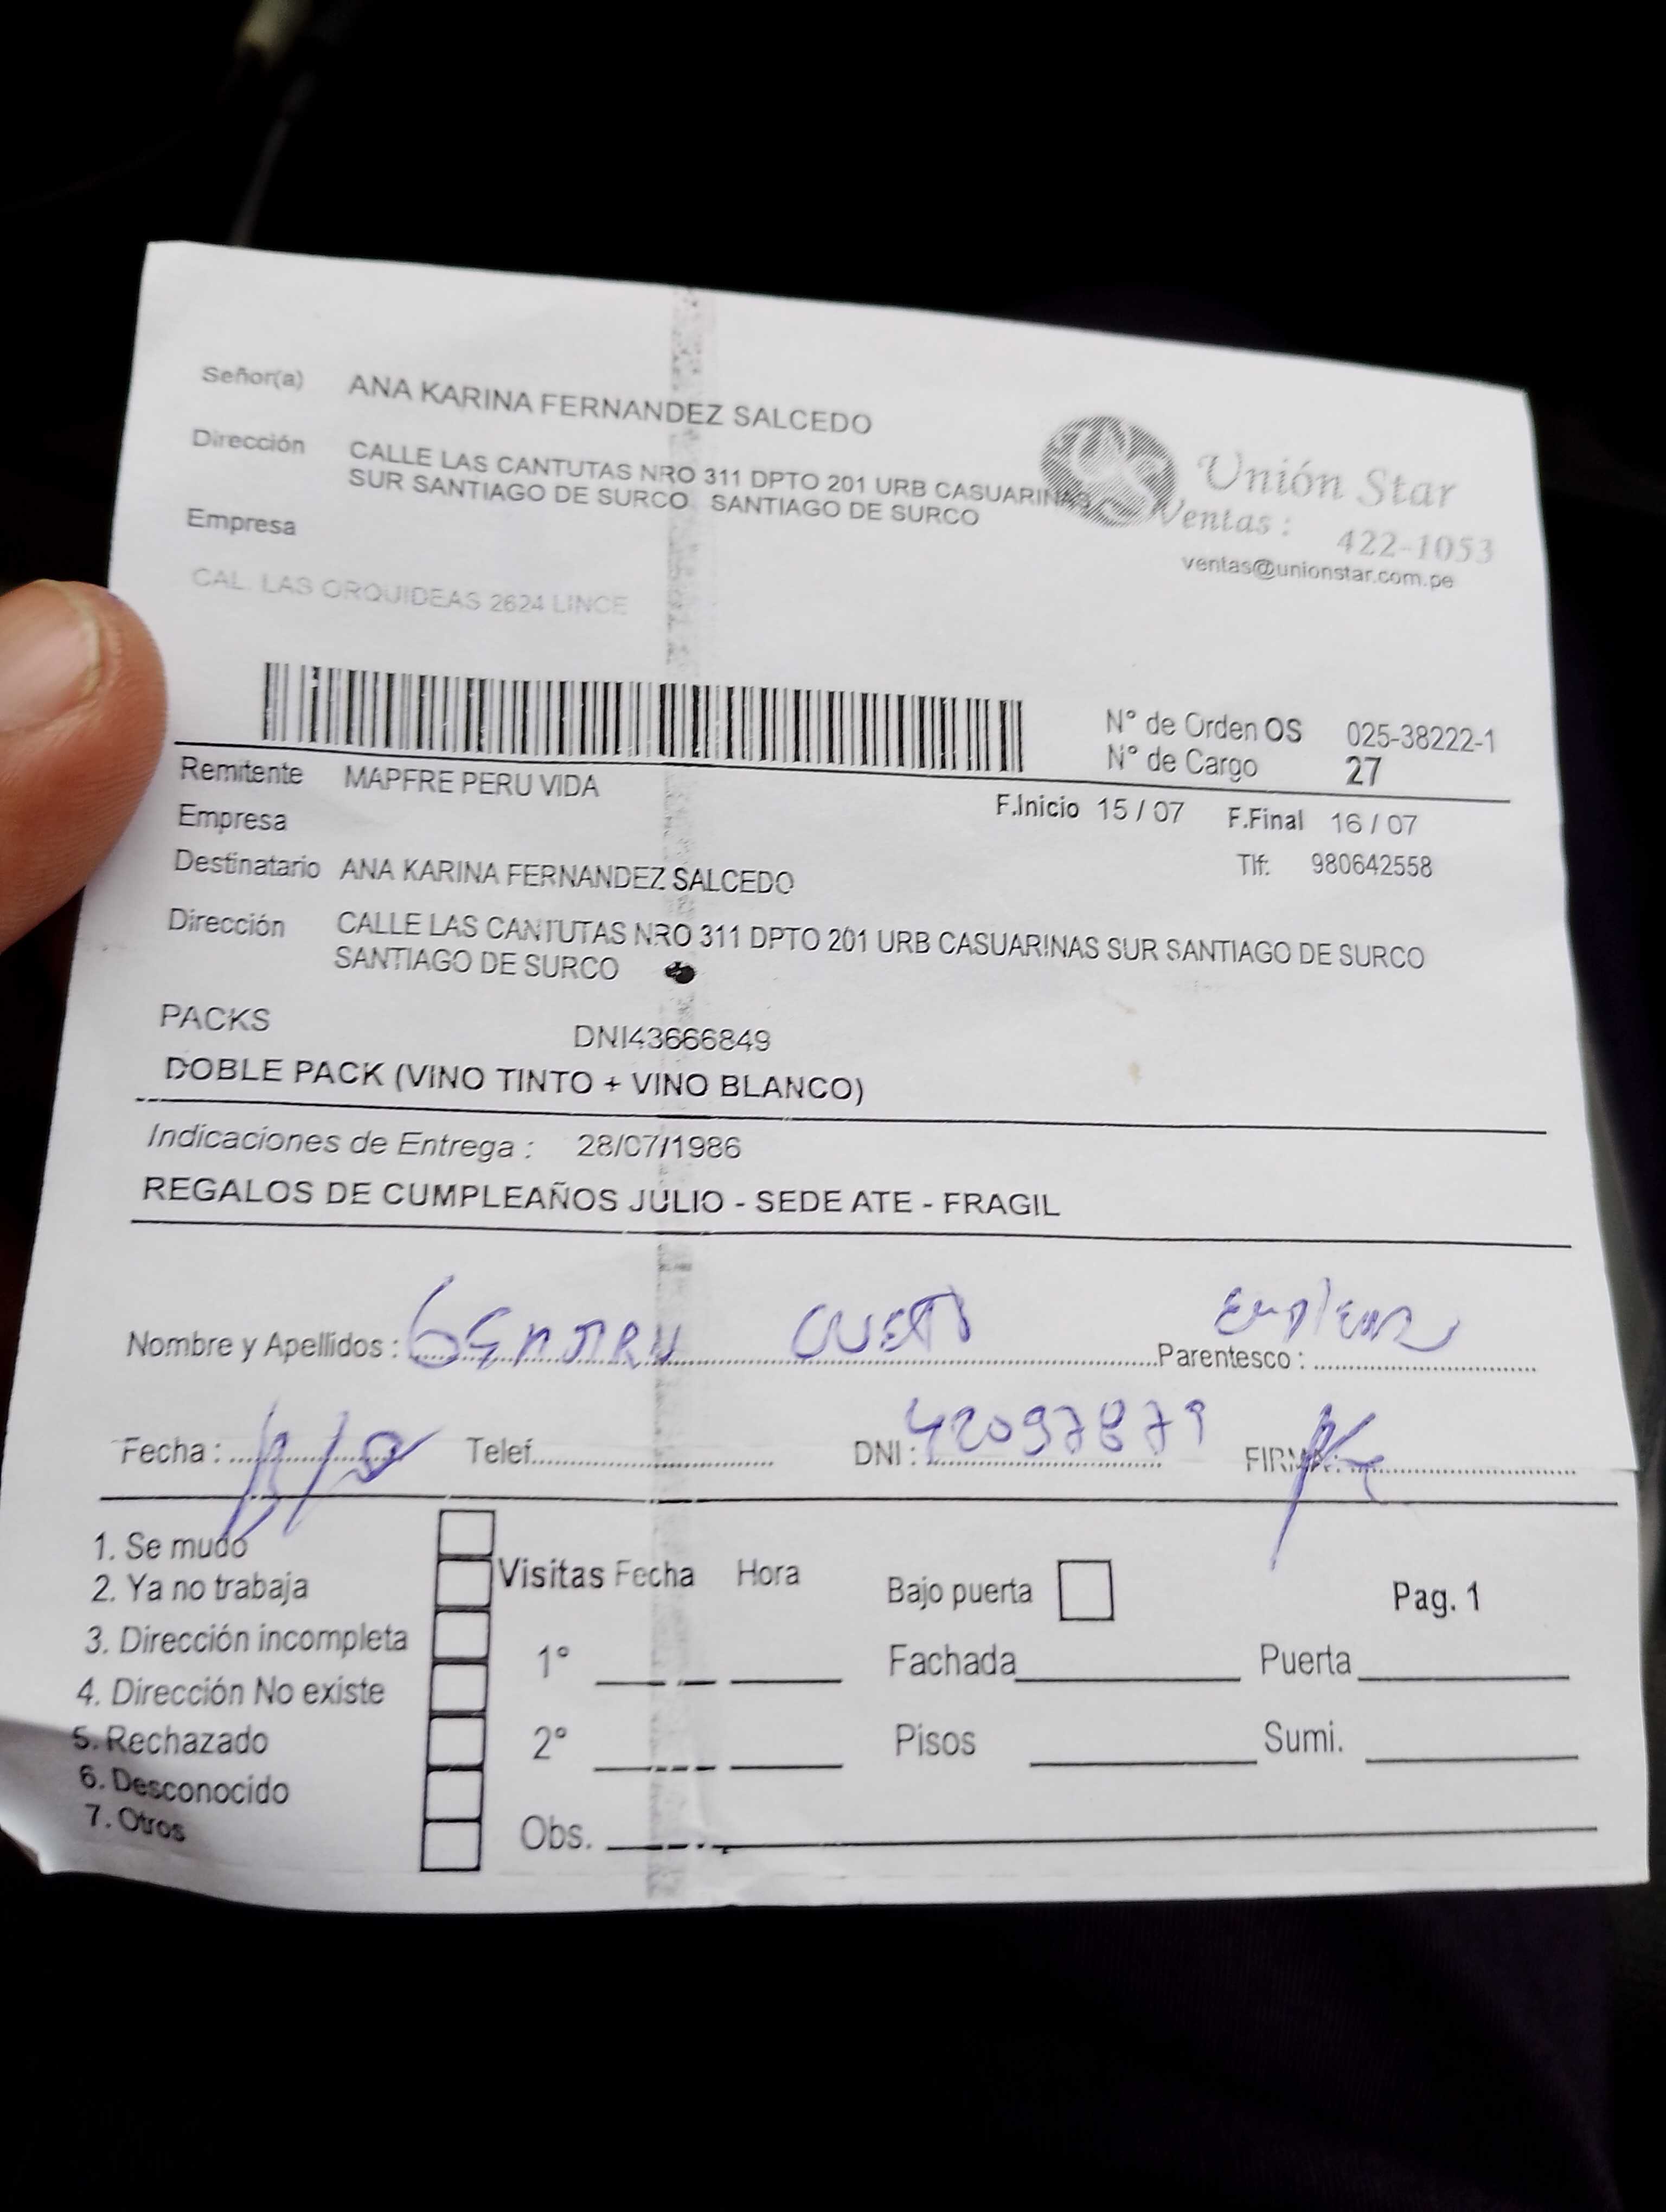 Señor(a) ANA KARINA FERNANDEZ SALCEDO
Dirección CALLE LAS CANTUTAS NRO 311 DPTO 201 URB CASUARINAS
SUR SANTIAGO DE SURCO SANTIAGO DE SURCO
Unión Star
Ventas : 422-1053
ventas@unionstar.com.pe
Empresa
CAL. LAS ORQUIDEAS 2624 LINCE
N° de Orden OS 025-38222-1
N° de Cargo 27
Remitente MAPFRE PERU VIDA
F.Inicio 15 / 07 F.Final 16 / 07
Empresa
Tlf: 980642558
Destinatario ANA KARINA FERNANDEZ SALCEDO
Dirección CALLE LAS CANTUTAS NRO 311 DPTO 201 URB CASUARINAS SUR SANTIAGO DE SURCO
SANTIAGO DE SURCO
PACKS DNI43666849
DOBLE PACK (VINO TINTO + VINO BLANCO)
Indicaciones de Entrega : 28/07/1986
REGALOS DE CUMPLEAÑOS JULIO - SEDE ATE - FRAGIL
Nombre y Apellidos : CUETO Parentesco :
Fecha : Telef. DNI : 42097879 FIRMA:
1. Se mudo
2. Ya no trabaja
3. Dirección incompleta
4. Dirección No existe
5. Rechazado
6. Desconocido
7. Otros
Visitas Fecha Hora
1°
2°
Obs.
Bajo puerta Pag. 1
Fachada Puerta
Pisos Sumi.